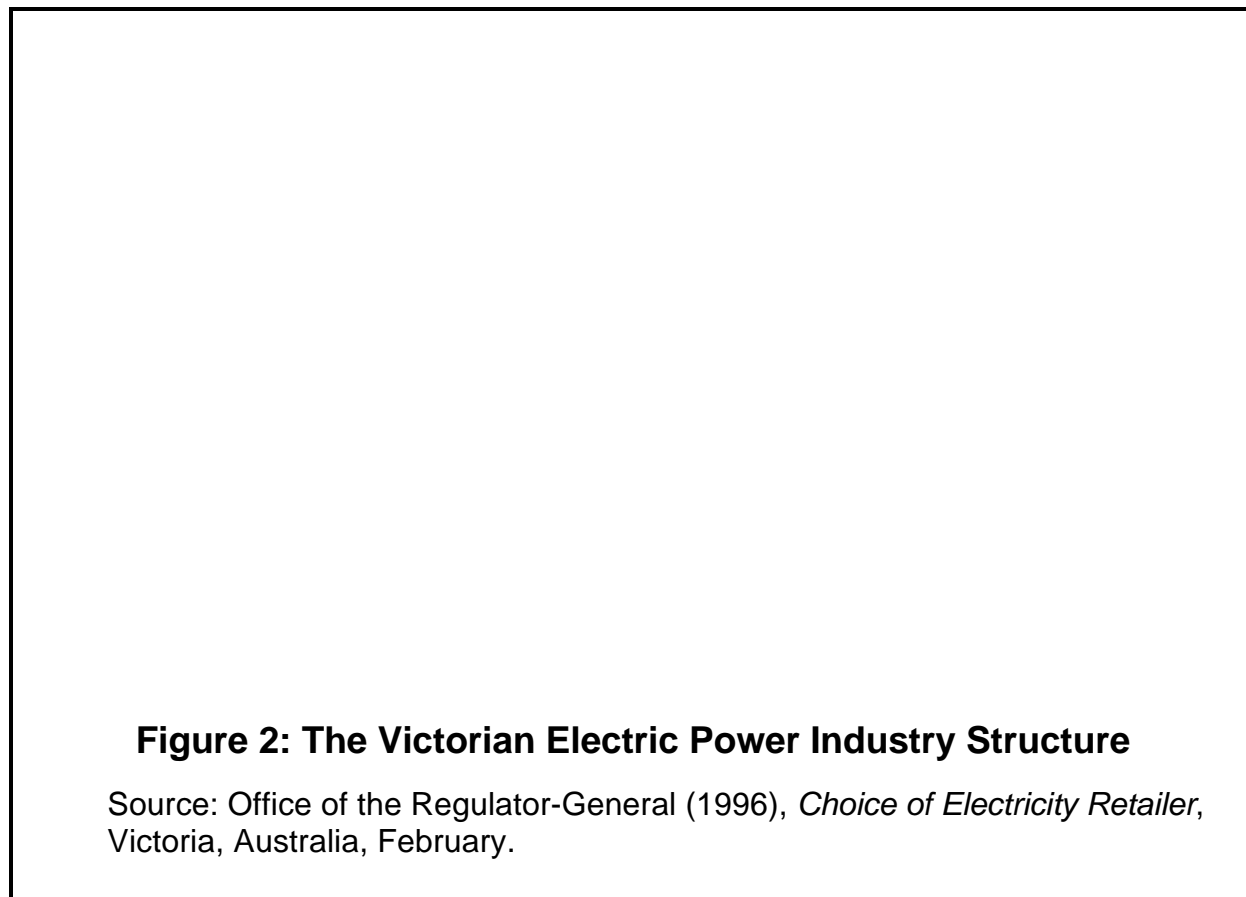 Figure 2: The Victorian Electric Power Industry Structure
Source: Office of the Regulator-General (1996), Choice of Electricity Retailer,
Victoria, Australia, February.